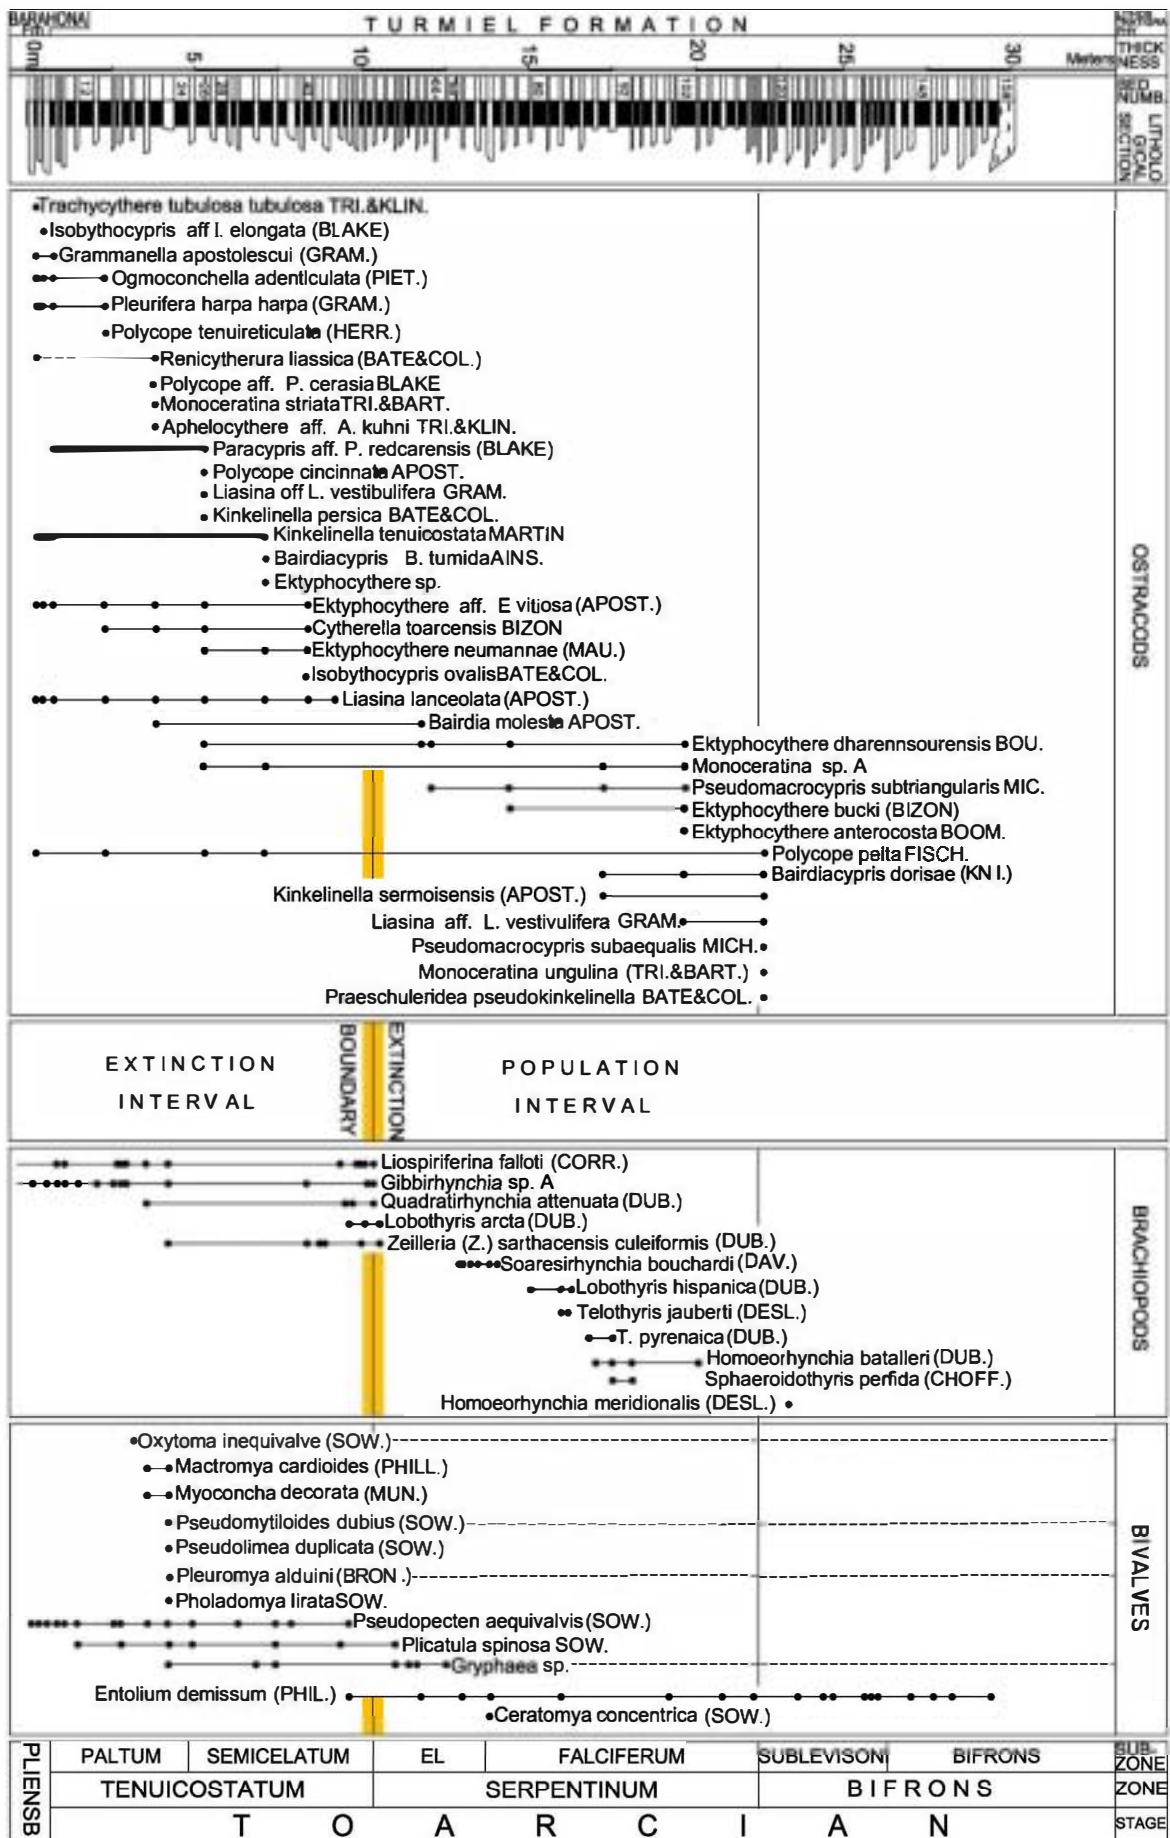 BARAHONA
Fm
TURMIEL FORMATION
0m 5 10 15 20 25 30 Meters
THICK
NESS
BED
NUMB.
LITHOLO
GICAL
SECTION
Trachycythere tubulosa tubulosa TRI.&KLIN.
Isobythocypris aff I. elongata (BLAKE)
Grammanella apostolescui (GRAM.)
Ogmoconchella adenticulata (PIET.)
Pleurifera harpa harpa (GRAM.)
Polycope tenuireticulata (HERR.)
Renicytherura liassica (BATE&COL.)
Polycope aff. P. cerasia BLAKE
Monoceratina striata TRI.&BART.
Aphelocythere aff. A. kuhni TRI.&KLIN.
Paracypris aff. P. redcarensis (BLAKE)
Polycope cincinnata APOST.
Liasina off L. vestibulifera GRAM.
Kinkelinella persica BATE&COL.
Kinkelinella tenuicostata MARTIN
Bairdiacypris B. tumida AINS.
Ektyphocythere sp.
Ektyphocythere aff. E vitiosa (APOST.)
Cytherella toarcensis BIZON
Ektyphocythere neumannae (MAU.)
Isobythocypris ovalis BATE&COL.
Liasina lanceolata (APOST.)
Bairdia molesta APOST.
Ektyphocythere dharennsourensis BOU.
Monoceratina sp. A
Pseudomacrocypris subtriangularis MIC.
Ektyphocythere bucki (BIZON)
Ektyphocythere anterocosta BOOM.
Polycope pelta FISCH.
Bairdiacypris dorisae (KN I.)
Kinkelinella sermoisensis (APOST.)
Liasina aff. L. vestivulifera GRAM.
Pseudomacrocypris subaequalis MICH.
Monoceratina ungulina (TRI.&BART.)
Praeschuleridea pseudokinkelinella BATE&COL.
OSTRACODS
EXTINCTION
INTERVAL
EXTINCTION
BOUNDARY
POPULATION
INTERVAL
Liospiriferina falloti (CORR.)
Gibbirhynchia sp. A
Quadratirhynchia attenuata (DUB.)
Lobothyris arcta (DUB.)
Zeilleria (Z.) sarthacensis culeiformis (DUB.)
Soaresirhynchia bouchardi (DAV.)
Lobothyris hispanica (DUB.)
Telothyris jauberti (DESL.)
T. pyrenaica (DUB.)
Homoeorhynchia batalleri (DUB.)
Sphaeroidothyris perfida (CHOFF.)
Homoeorhynchia meridionalis (DESL.)
BRACHIOPODS
Oxytoma inequivalve (SOW.)
Mactromya cardioides (PHILL.)
Myoconcha decorata (MUN.)
Pseudomytiloides dubius (SOW.)
Pseudolimea duplicata (SOW.)
Pleuromya alduini (BRON .)
Pholadomya lirata SOW.
Pseudopecten aequivalvis (SOW.)
Plicatula spinosa SOW.
Gryphaea sp.
Entolium demissum (PHIL.)
Ceratomya concentrica (SOW.)
BIVALVES
PLIENSB
PALTUM SEMICELATUM EL FALCIFERUM SUBLEVISONI BIFRONS SUB-
ZONE
TENUICOSTATUM SERPENTINUM BIFRONS ZONE
TOARCIAN STAGE